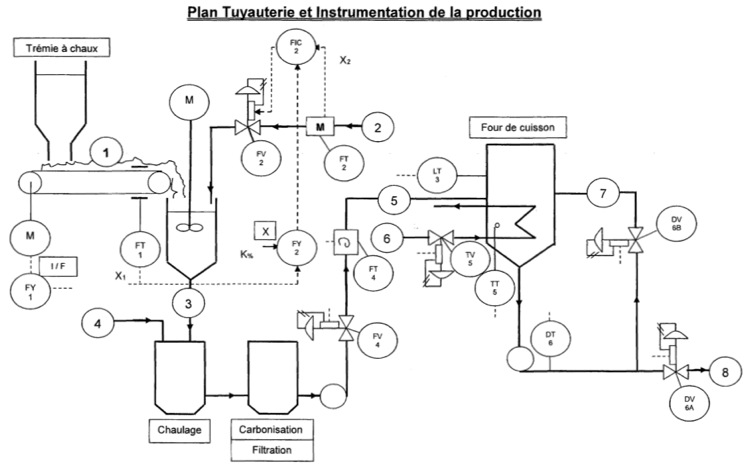 Plan Tuyauterie et Instrumentation de la production
Trémie à chaux
FIC
2
X₂
M
1
FV
2
M
2
FT
2
Four de cuisson
LT
3
5
7
M
FT
1
X
K%
FY
2
6
TV
5
DV
6B
I / F
FY
1
X₁
FT
4
TT
5
3
4
FV
4
DT
6
8
DV
6A
Chaulage
Carbonisation
Filtration